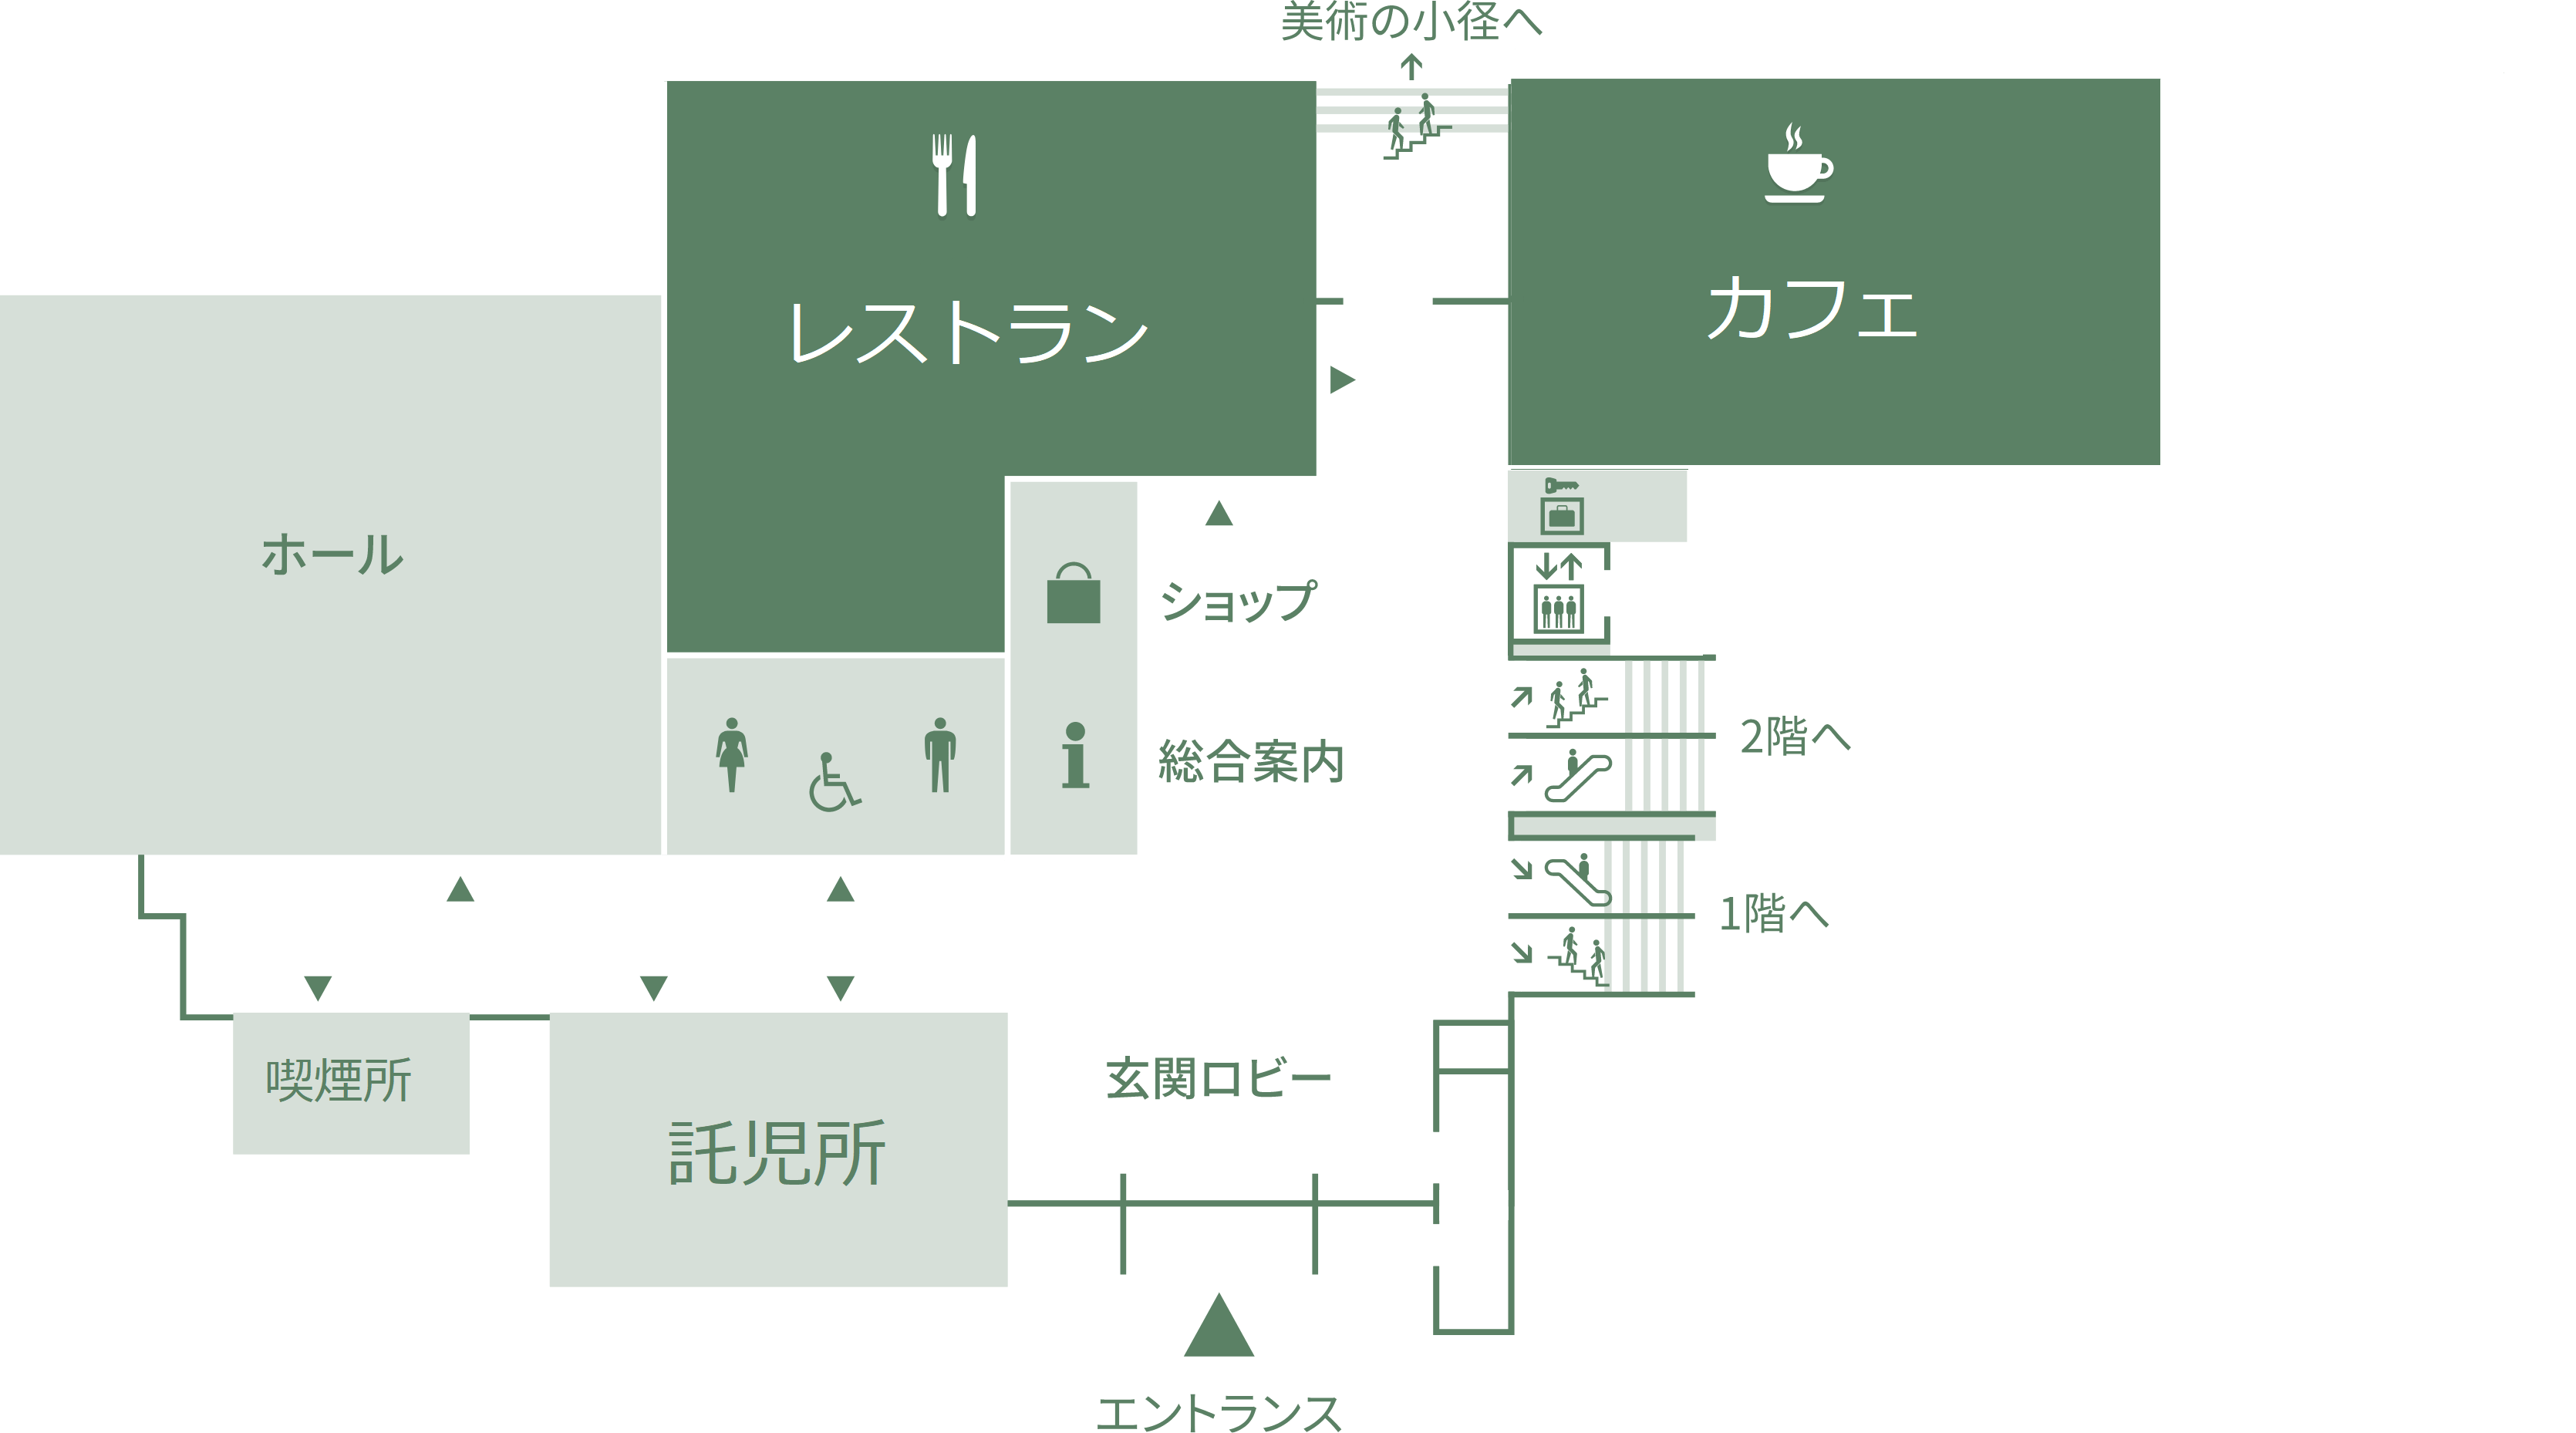 美術の小径へ
レストラン
カフェ
ホール
ショップ
総合案内
2階へ
1階へ
喫煙所
託児所
玄関ロビー
エントランス